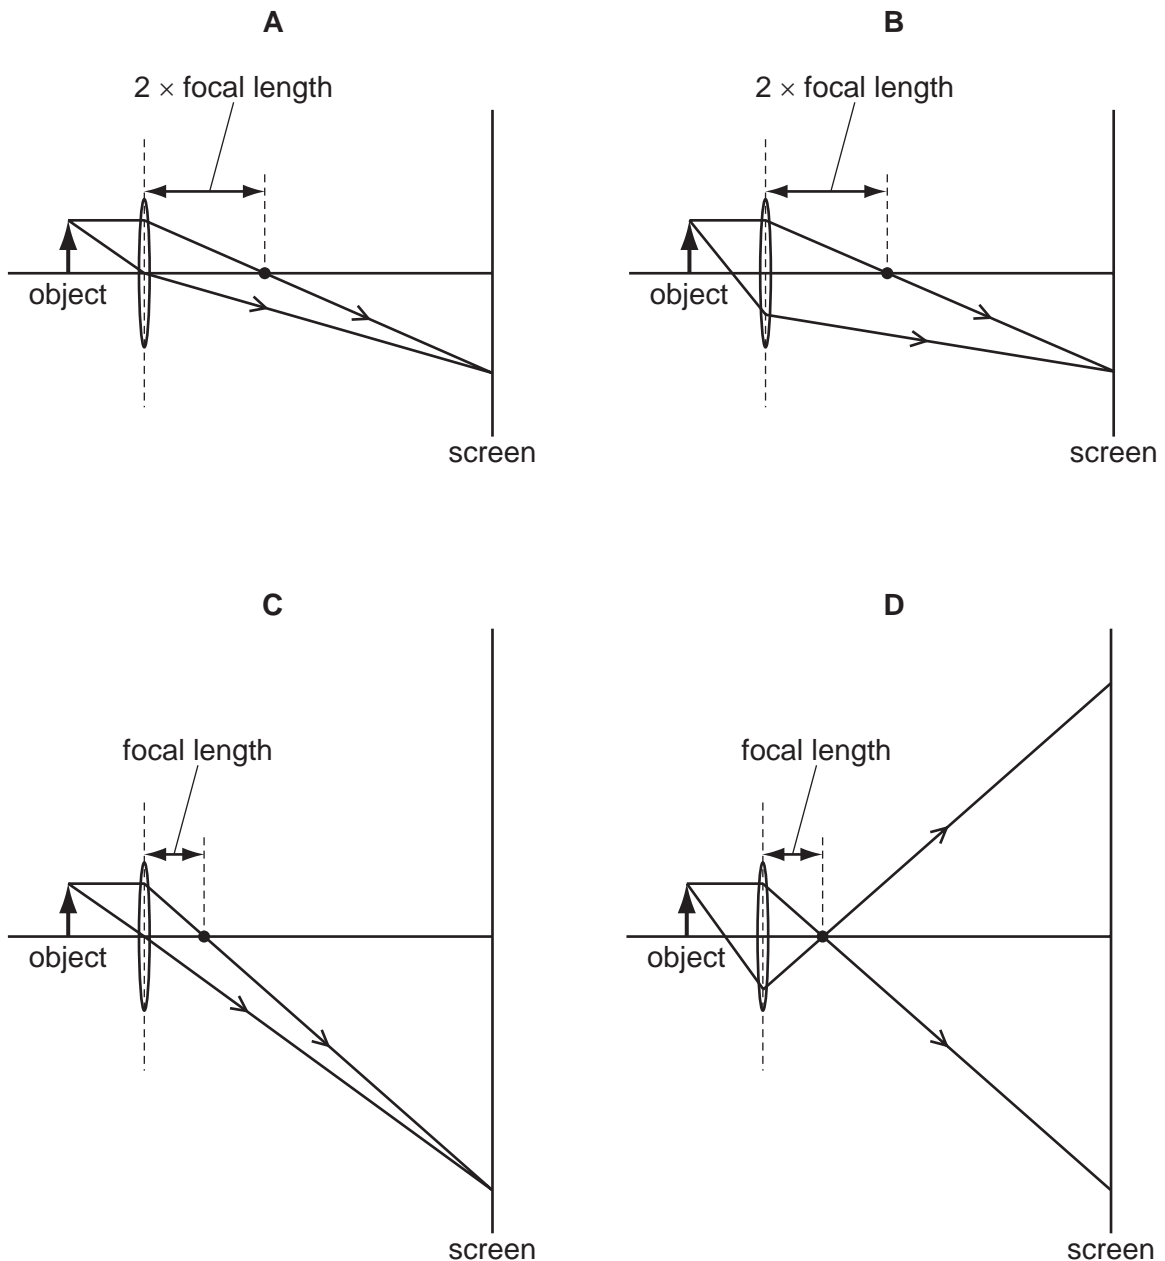 A
2 × focal length
object
screen
B
2 × focal length
object
screen
C
focal length
object
screen
D
focal length
object
screen